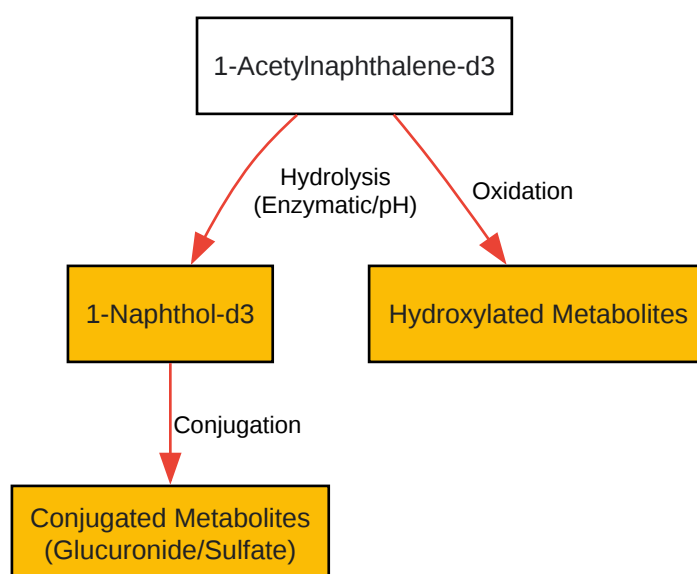 1-Acetylnaphthalene-d3
Hydrolysis
(Enzymatic/pH)
Oxidation
1-Naphthol-d3
Hydroxylated Metabolites
Conjugation
Conjugated Metabolites
(Glucuronide/Sulfate)